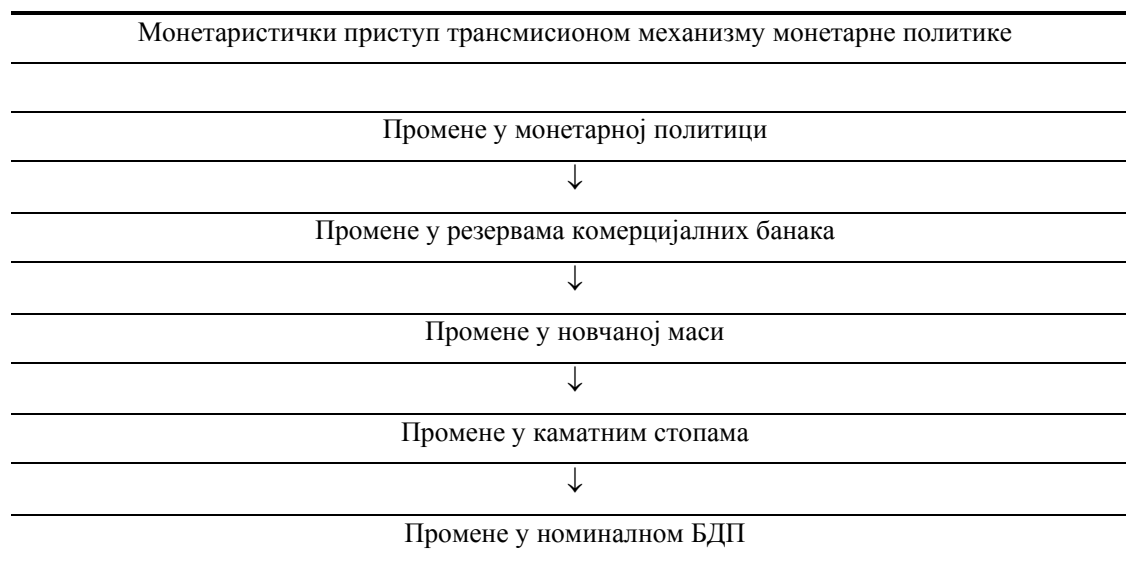 Монетаристички приступ трансмисионом механизму монетарне политике
Промене у монетарној политици
↓
Промене у резервама комерцијалних банака
↓
Промене у новчаној маси
↓
Промене у каматним стопама
↓
Промене у номиналном БДП